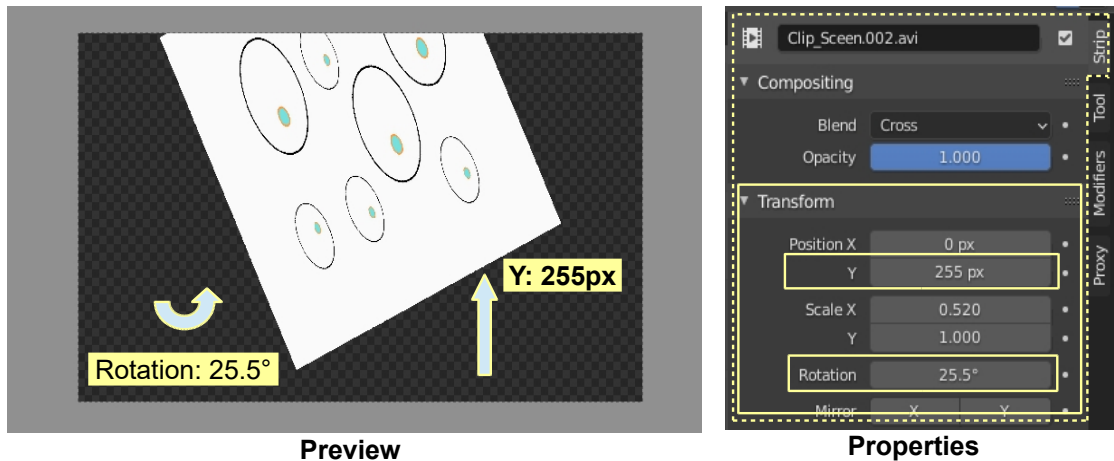 Y: 255px
Rotation: 25.5°
Preview
Clip_Sceen.002.avi
Compositing
Blend Cross
Opacity 1.000
Transform
Position X 0 px
Y 255 px
Scale X 0.520
Y 1.000
Rotation 25.5°
Mirror X Y
Strip
Tool
Modifiers
Proxy
Properties